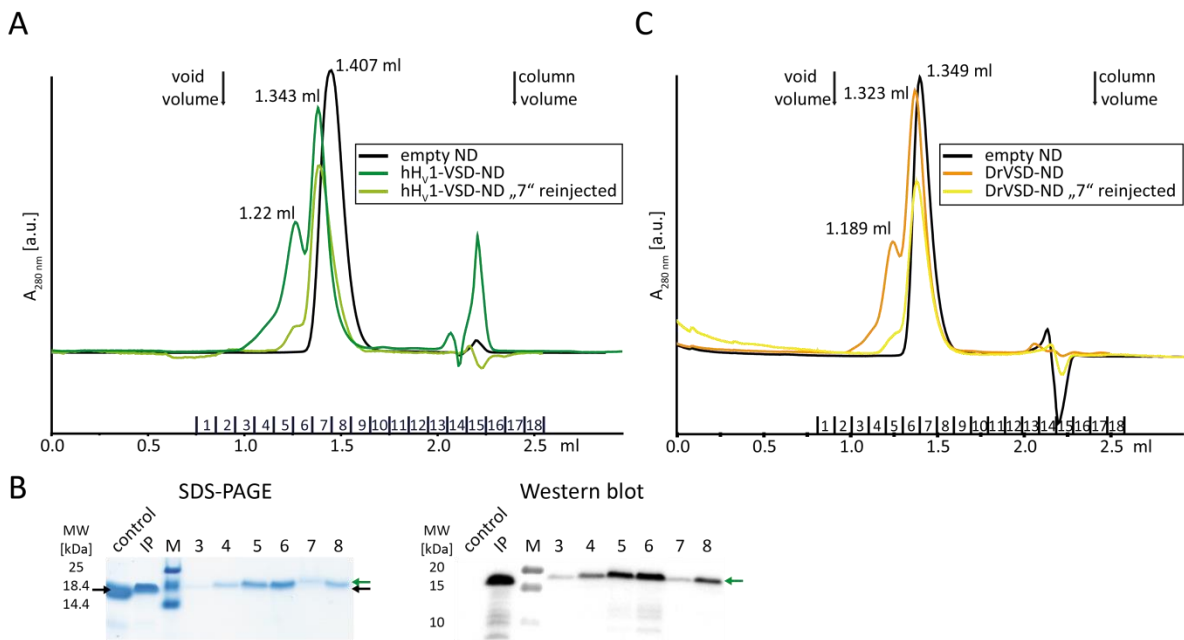 A
void
volume
1.407 ml
1.343 ml
1.22 ml
column
volume
empty ND
hHV1-VSD-ND
hHV1-VSD-ND „7“ reinjected
A280 nm [a.u.]
1 2 3 4 5 6 7 8 9 10 11 12 13 14 15 16 17 18
0.0 0.5 1.0 1.5 2.0 2.5 ml
C
void
volume
1.349 ml
1.323 ml
1.189 ml
column
volume
empty ND
DrVSD-ND
DrVSD-ND „7“ reinjected
A280 nm [a.u.]
1 2 3 4 5 6 7 8 9 10 11 12 13 14 15 16 17 18
0.0 0.5 1.0 1.5 2.0 2.5 ml
B
SDS-PAGE
MW
[kDa]
control IP M 3 4 5 6 7 8
25
18.4
14.4
Western blot
MW
[kDa]
control IP M 3 4 5 6 7 8
20
15
10